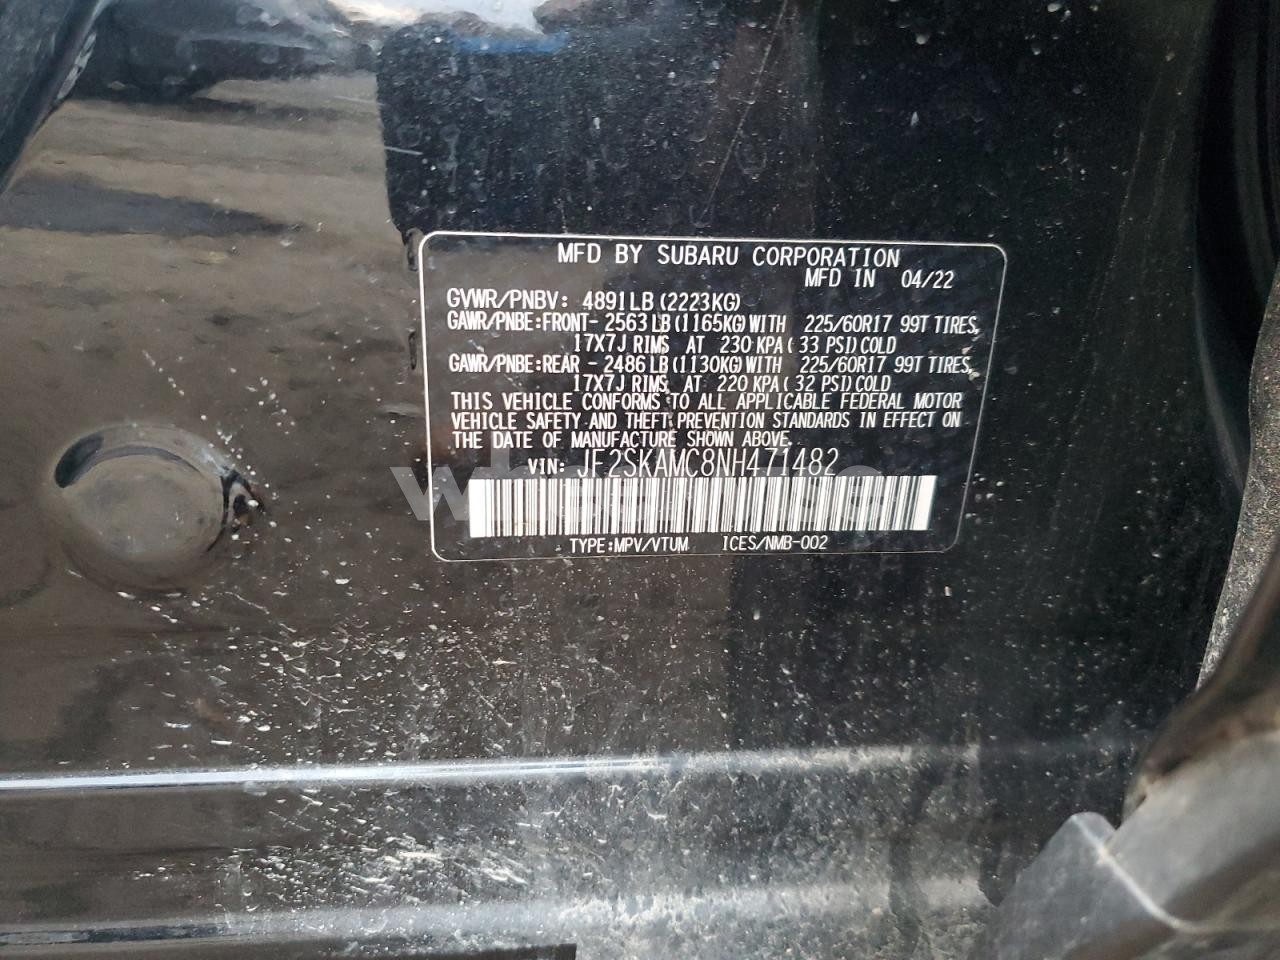 MFD BY SUBARU CORPORATION
MFD IN 04/22
GVWR/PNBV: 4891LB(2223KG)
GAWR/PNBE:FRONT- 2563LB(1165KG)WITH 225/60R17 99T TIRES,
17X7J RIMS AT 230 KPA( 33 PSI)COLD
GAWR/PNBE:REAR - 2486LB(1130KG)WITH 225/60R17 99T TIRES,
17X7J RIMS AT 220 KPA( 32 PSI)COLD
THIS VEHICLE CONFORMS TO ALL APPLICABLE FEDERAL MOTOR
VEHICLE SAFETY AND THEFT PREVENTION STANDARDS IN EFFECT ON
THE DATE OF MANUFACTURE SHOWN ABOVE.
VIN: JF2SKAMC8NH471482
TYPE:MPV/VTUM ICES/NMB-002